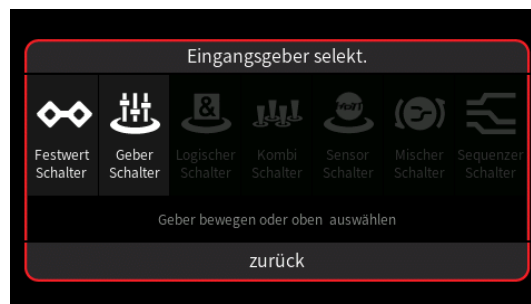 Eingangsgeber selekt.
&
Festwert Geber Logischer Kombi Sensor Mischer Sequenzer
Schalter Schalter Schalter Schalter Schalter Schalter Schalter
Geber bewegen oder oben auswählen
zurück